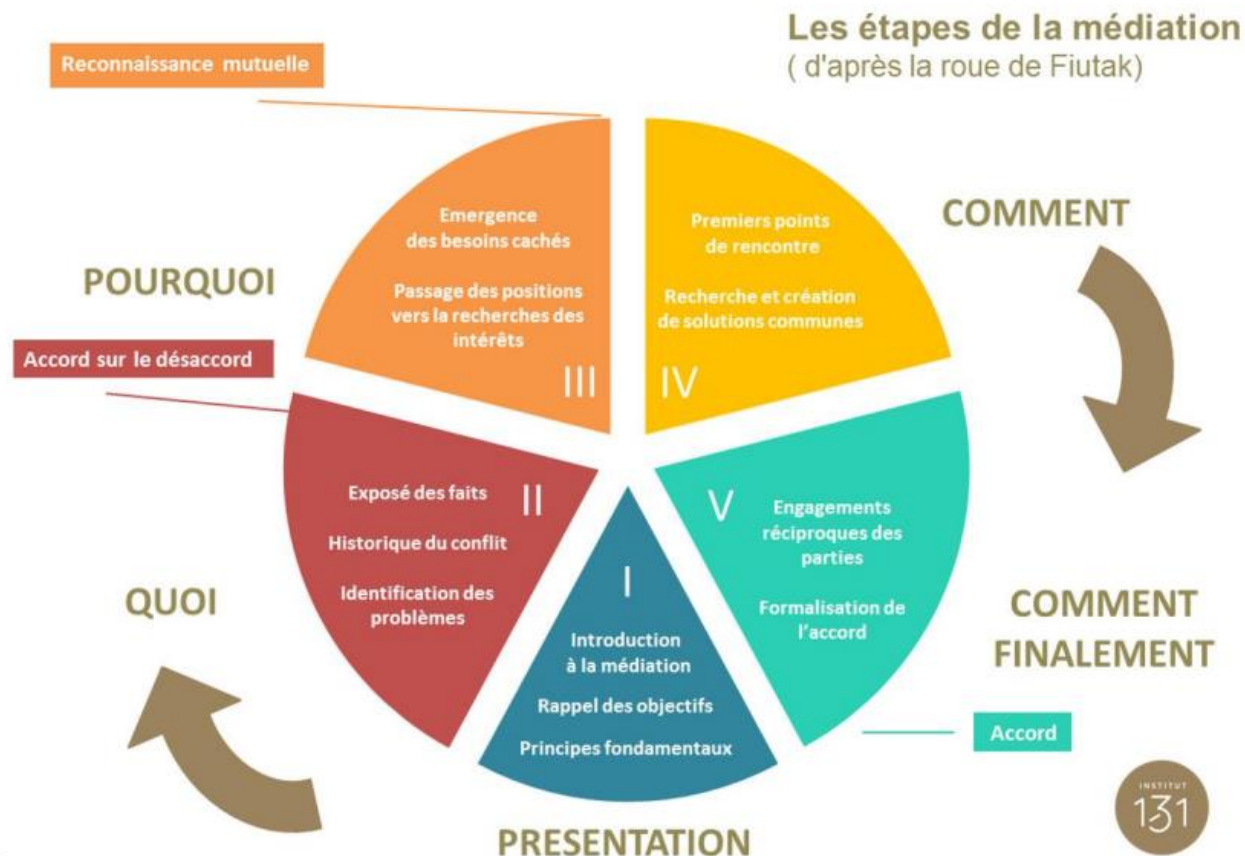 Les étapes de la médiation
( d'après la roue de Fiutak)
Reconnaissance mutuelle
Emergence
des besoins cachés
Passage des positions
vers la recherches des
intérêts
III
POURQUOI
Premiers points
de rencontre
Recherche et création
de solutions communes
IV
COMMENT
Accord sur le désaccord
Exposé des faits
II
Historique du conflit
Identification des
problèmes
QUOI
I
Introduction
à la médiation
Rappel des objectifs
Principes fondamentaux
PRESENTATION
V
Engagements
réciproques des
parties
Formalisation de
l'accord
COMMENT
FINALEMENT
Accord
INSTITUT
131